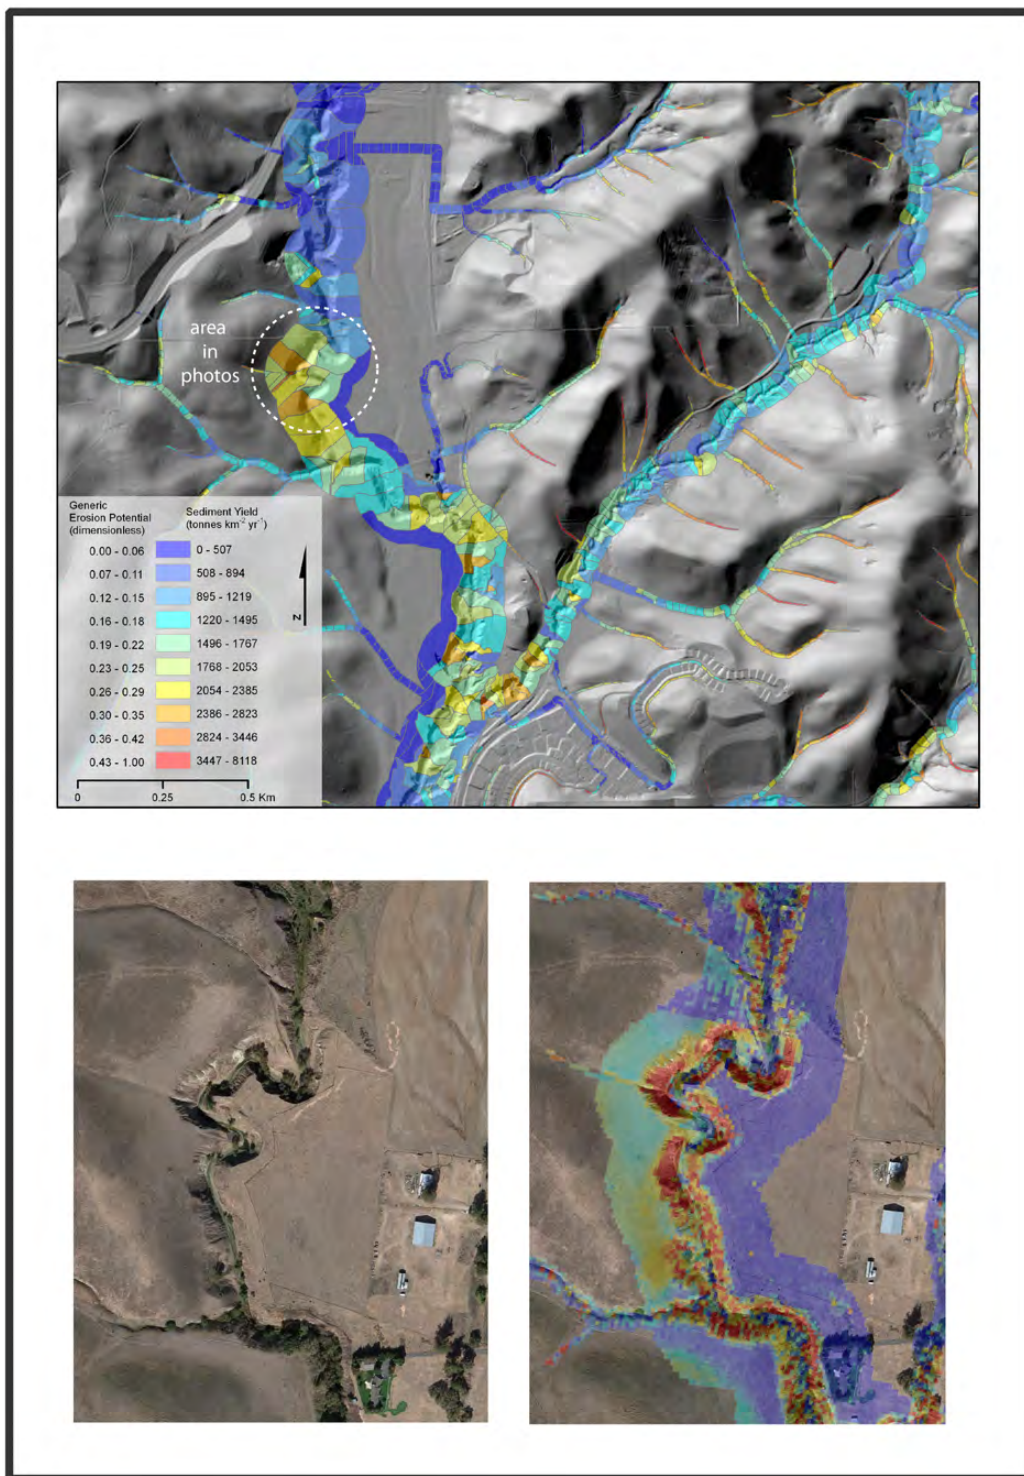 area
in
photos
Generic
Erosion Potential
(dimensionless)
Sediment Yield
(tonnes km⁻² yr⁻¹)
0.00 - 0.06 0 - 507
0.07 - 0.11 508 - 894
0.12 - 0.15 895 - 1219
0.16 - 0.18 1220 - 1495
0.19 - 0.22 1496 - 1767
0.23 - 0.25 1768 - 2053
0.26 - 0.29 2054 - 2385
0.30 - 0.35 2386 - 2823
0.36 - 0.42 2824 - 3446
0.43 - 1.00 3447 - 8118
N
0 0.25 0.5 Km